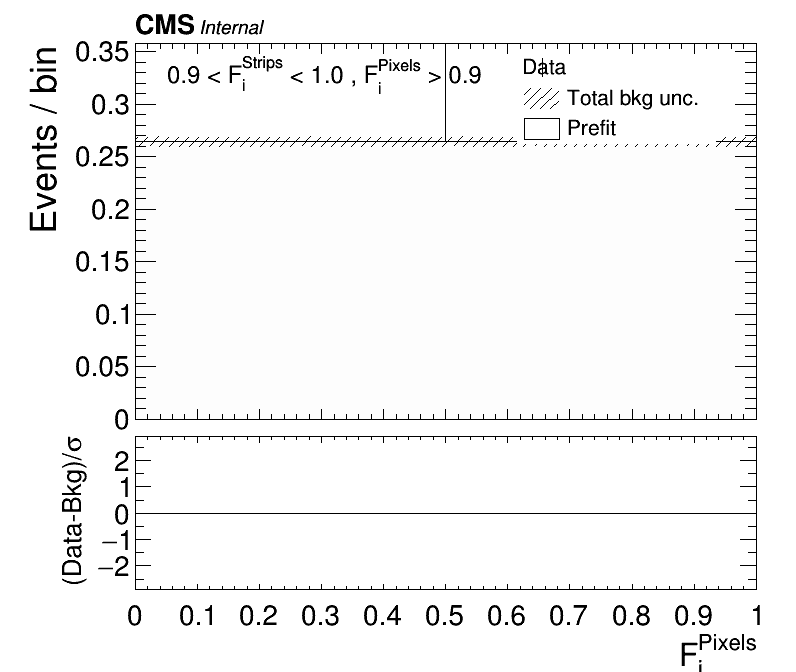 CMS Internal
0.9 < F_i^Strips < 1.0 , F_i^Pixels > 0.9
Data
Total bkg unc.
Prefit
Events / bin
0.35
0.3
0.25
0.2
0.15
0.1
0.05
0
(Data-Bkg)/σ
2
1
0
−1
−2
0 0.1 0.2 0.3 0.4 0.5 0.6 0.7 0.8 0.9 1
F_i^Pixels